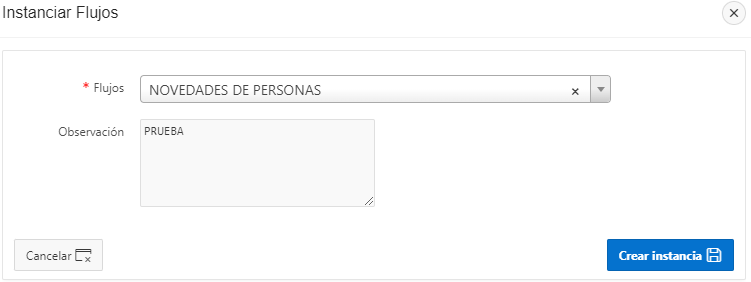 Instanciar Flujos
* Flujos
NOVEDADES DE PERSONAS
Observación
PRUEBA
Cancelar
Crear instancia